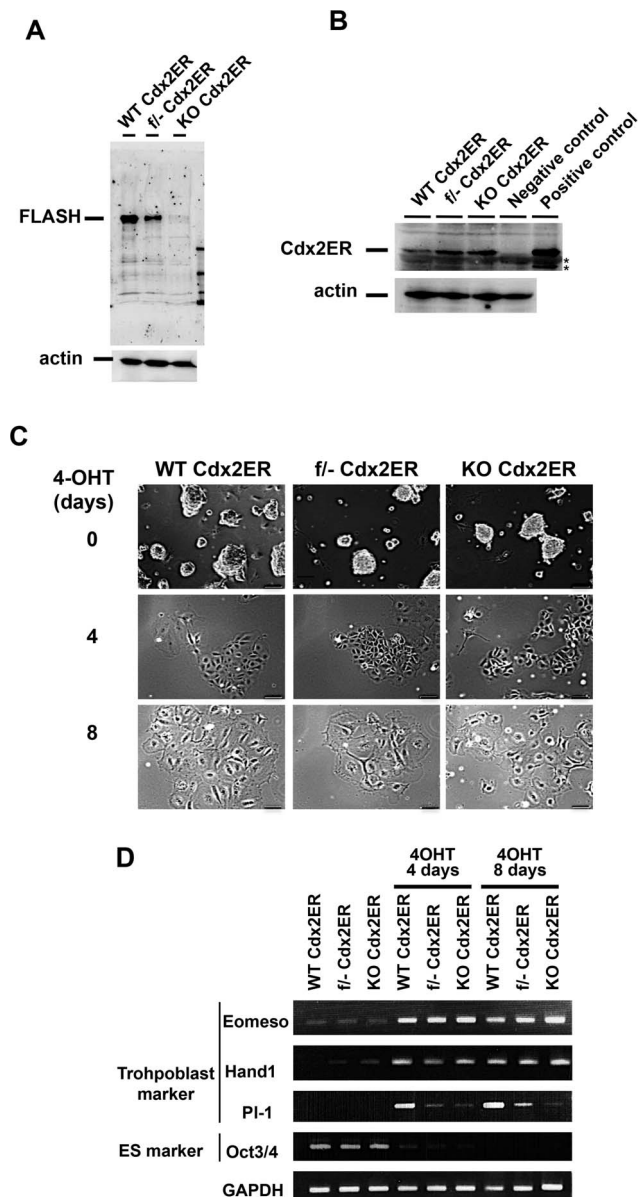 A
WT Cdx2ER
f/- Cdx2ER
KO Cdx2ER
FLASH
actin
B
WT Cdx2ER
f/- Cdx2ER
KO Cdx2ER
Negative control
Positive control
Cdx2ER
*
*
actin
C
4-OHT
(days)
WT Cdx2ER
f/- Cdx2ER
KO Cdx2ER
0
4
8
D
4OHT
4 days
4OHT
8 days
WT Cdx2ER
f/- Cdx2ER
KO Cdx2ER
WT Cdx2ER
f/- Cdx2ER
KO Cdx2ER
WT Cdx2ER
f/- Cdx2ER
KO Cdx2ER
Trohpoblast
marker
Eomeso
Hand1
PI-1
ES marker
Oct3/4
GAPDH